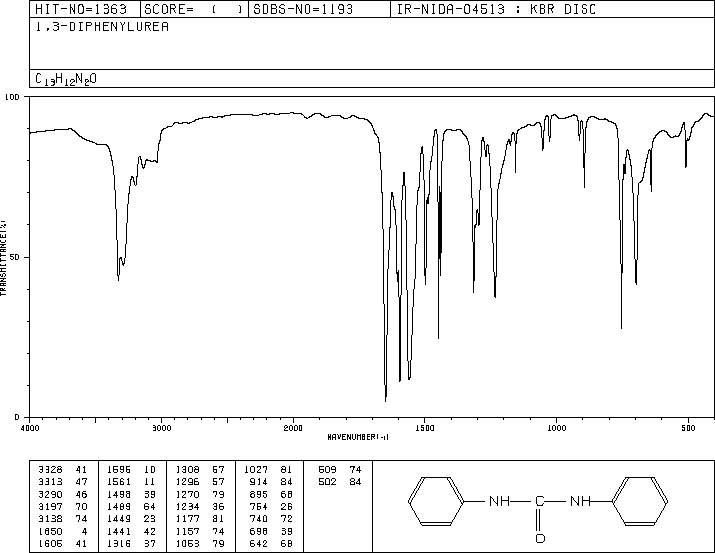 HIT-NO=1363 SCORE= ( ) SDBS-NO=1193 IR-NIDA-04513 : KBR DISC
1,3-DIPHENYLUREA
C13H12N2O
100
50
0
TRANSMITTANCE(%)
4000 3000 2000 1500 1000 500
WAVENUMBER(-1)
3328 41 1596 10 1308 57 1027 81 509 74
3313 47 1561 11 1296 57 914 84 502 84
3290 46 1498 39 1270 79 895 68
3197 70 1489 64 1234 36 754 26
3138 74 1449 23 1177 81 740 72
1650 4 1441 42 1157 74 698 39
1605 41 1316 37 1053 79 642 68
NH C NH
O